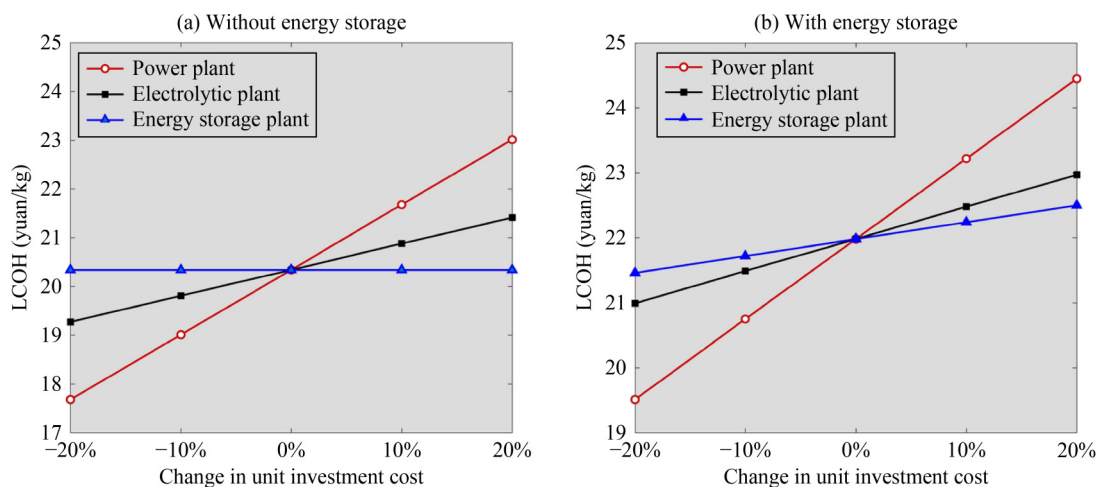 (a) Without energy storage
25
24
23
22
21
20
19
18
17
LCOH (yuan/kg)
Power plant
Electrolytic plant
Energy storage plant
−20%
−10%
0%
10%
20%
Change in unit investment cost
(b) With energy storage
25
24
23
22
21
20
19
LCOH (yuan/kg)
Power plant
Electrolytic plant
Energy storage plant
−20%
−10%
0%
10%
20%
Change in unit investment cost